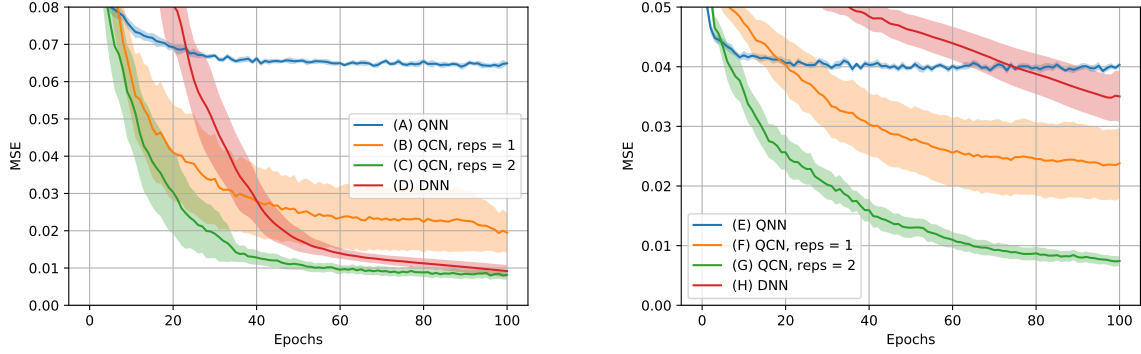 0.08
0.07
0.06
0.05
0.04
0.03
0.02
0.01
0.00
MSE
0 20 40 60 80 100
Epochs
(A) QNN
(B) QCN, reps = 1
(C) QCN, reps = 2
(D) DNN
0.05
0.04
0.03
0.02
0.01
0.00
MSE
0 20 40 60 80 100
Epochs
(E) QNN
(F) QCN, reps = 1
(G) QCN, reps = 2
(H) DNN